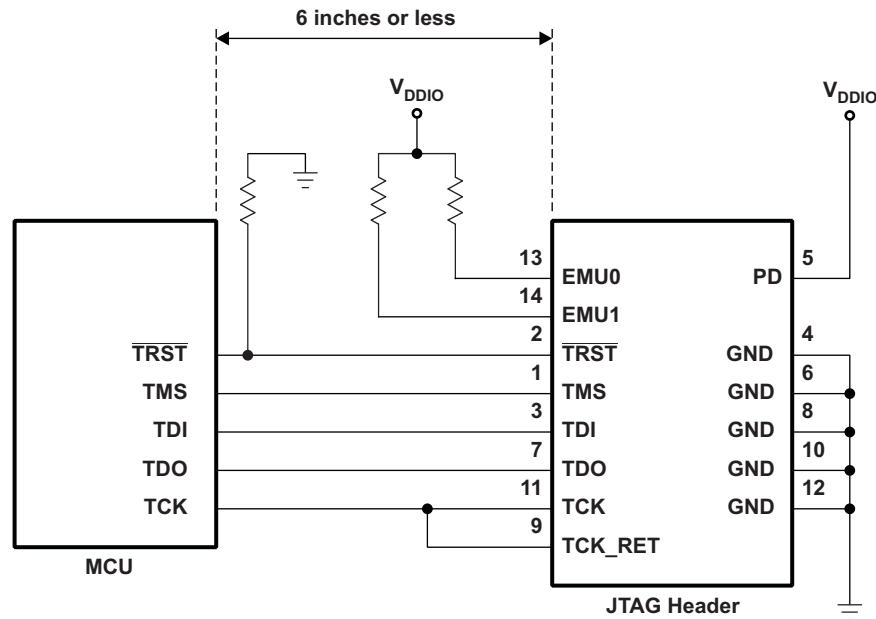 6 inches or less
VDDIO
VDDIO
13
EMU0
PD
5
14
EMU1
TRST
2
TRST
GND
4
TMS
1
TMS
GND
6
TDI
3
TDI
GND
8
TDO
7
TDO
GND
10
TCK
11
TCK
GND
12
9
TCK_RET
MCU
JTAG Header